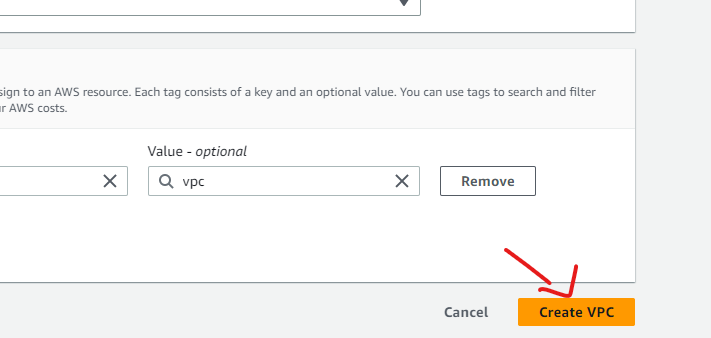 sign to an AWS resource. Each tag consists of a key and an optional value. You can use tags to search and filter
r AWS costs.
Value - optional
vpc
Remove
Cancel
Create VPC